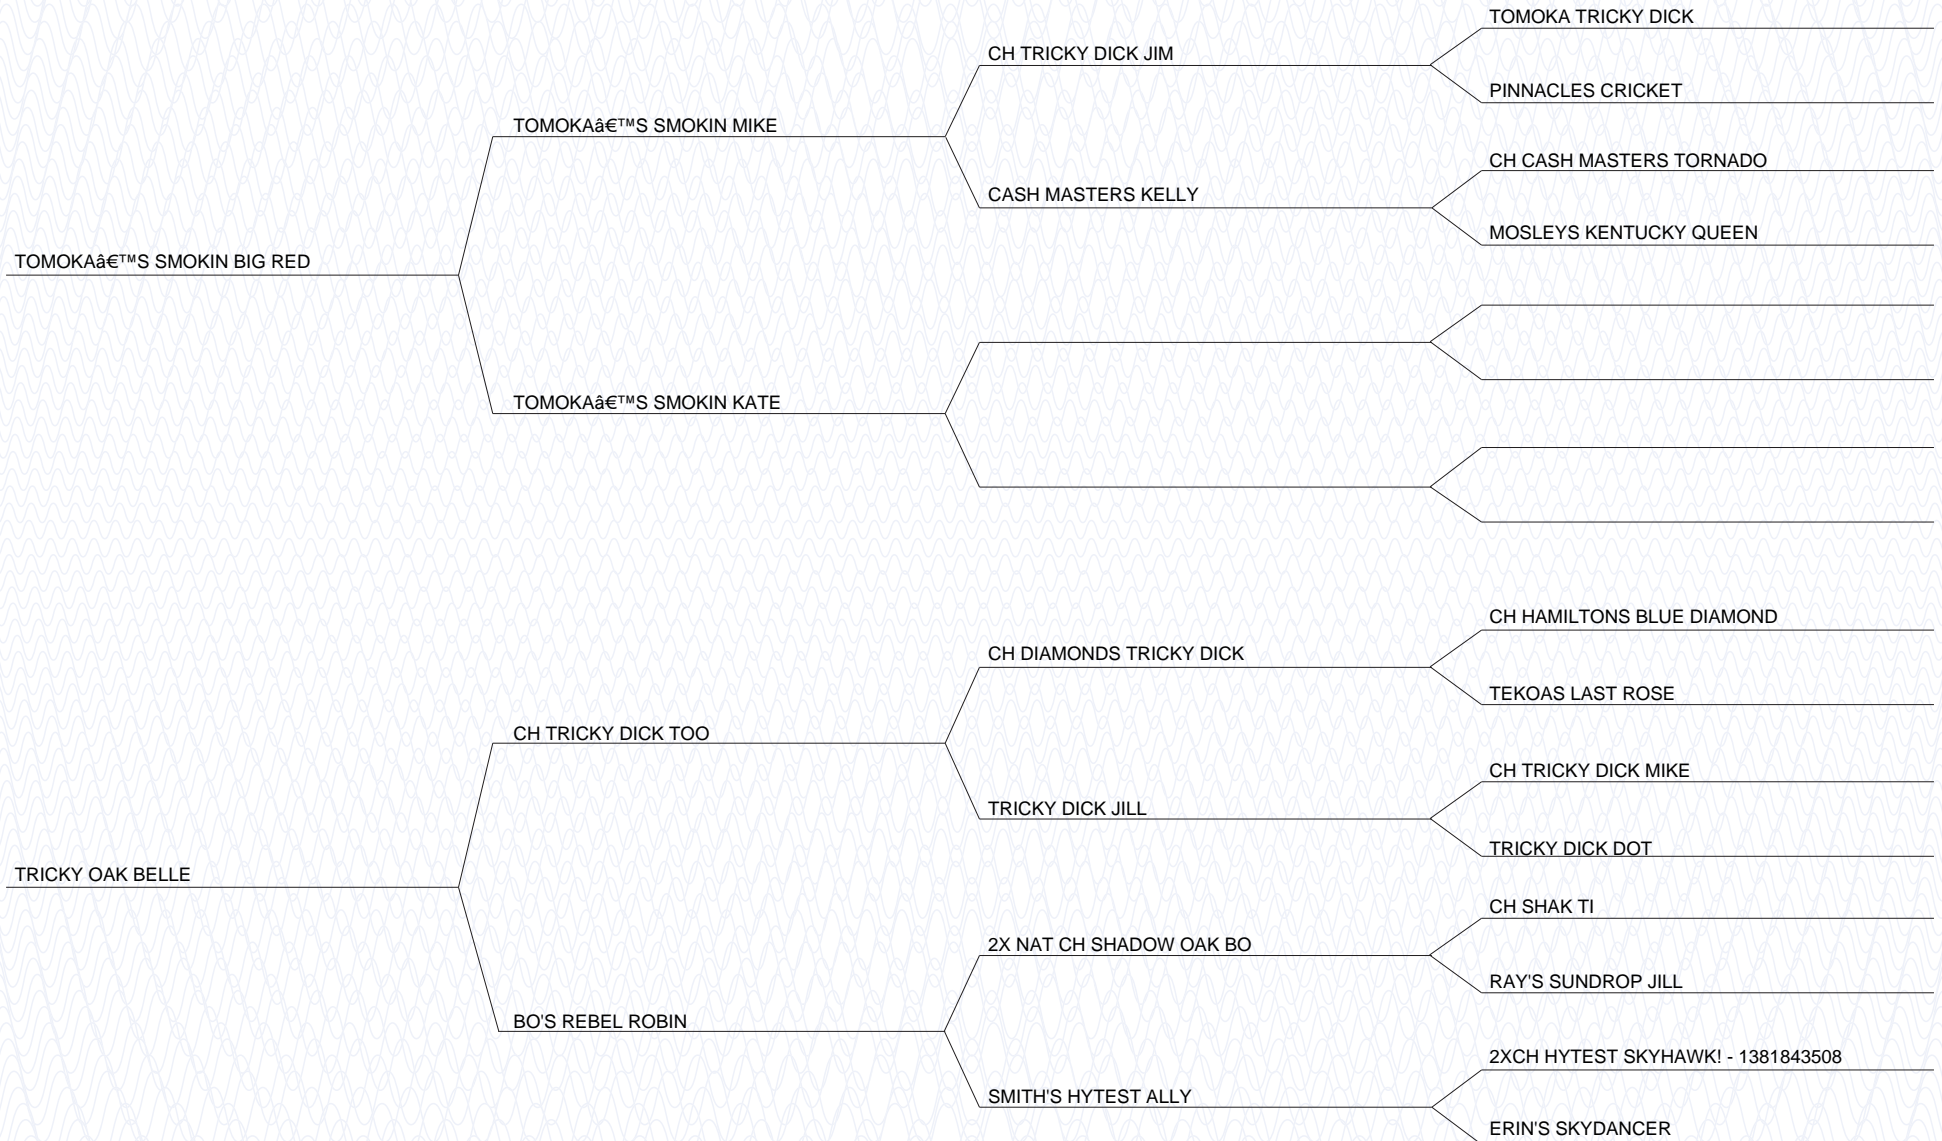 TOMOKA TRICKY DICK
CH TRICKY DICK JIM
PINNACLES CRICKET
TOMOKAâ€™S SMOKIN MIKE
CH CASH MASTERS TORNADO
CASH MASTERS KELLY
MOSLEYS KENTUCKY QUEEN
TOMOKAâ€™S SMOKIN BIG RED
TOMOKAâ€™S SMOKIN KATE
CH HAMILTONS BLUE DIAMOND
CH DIAMONDS TRICKY DICK
TEKOAS LAST ROSE
CH TRICKY DICK TOO
CH TRICKY DICK MIKE
TRICKY DICK JILL
TRICKY DICK DOT
TRICKY OAK BELLE
CH SHAK TI
2X NAT CH SHADOW OAK BO
RAY'S SUNDROP JILL
BO'S REBEL ROBIN
2XCH HYTEST SKYHAWK! - 1381843508
SMITH'S HYTEST ALLY
ERIN'S SKYDANCER